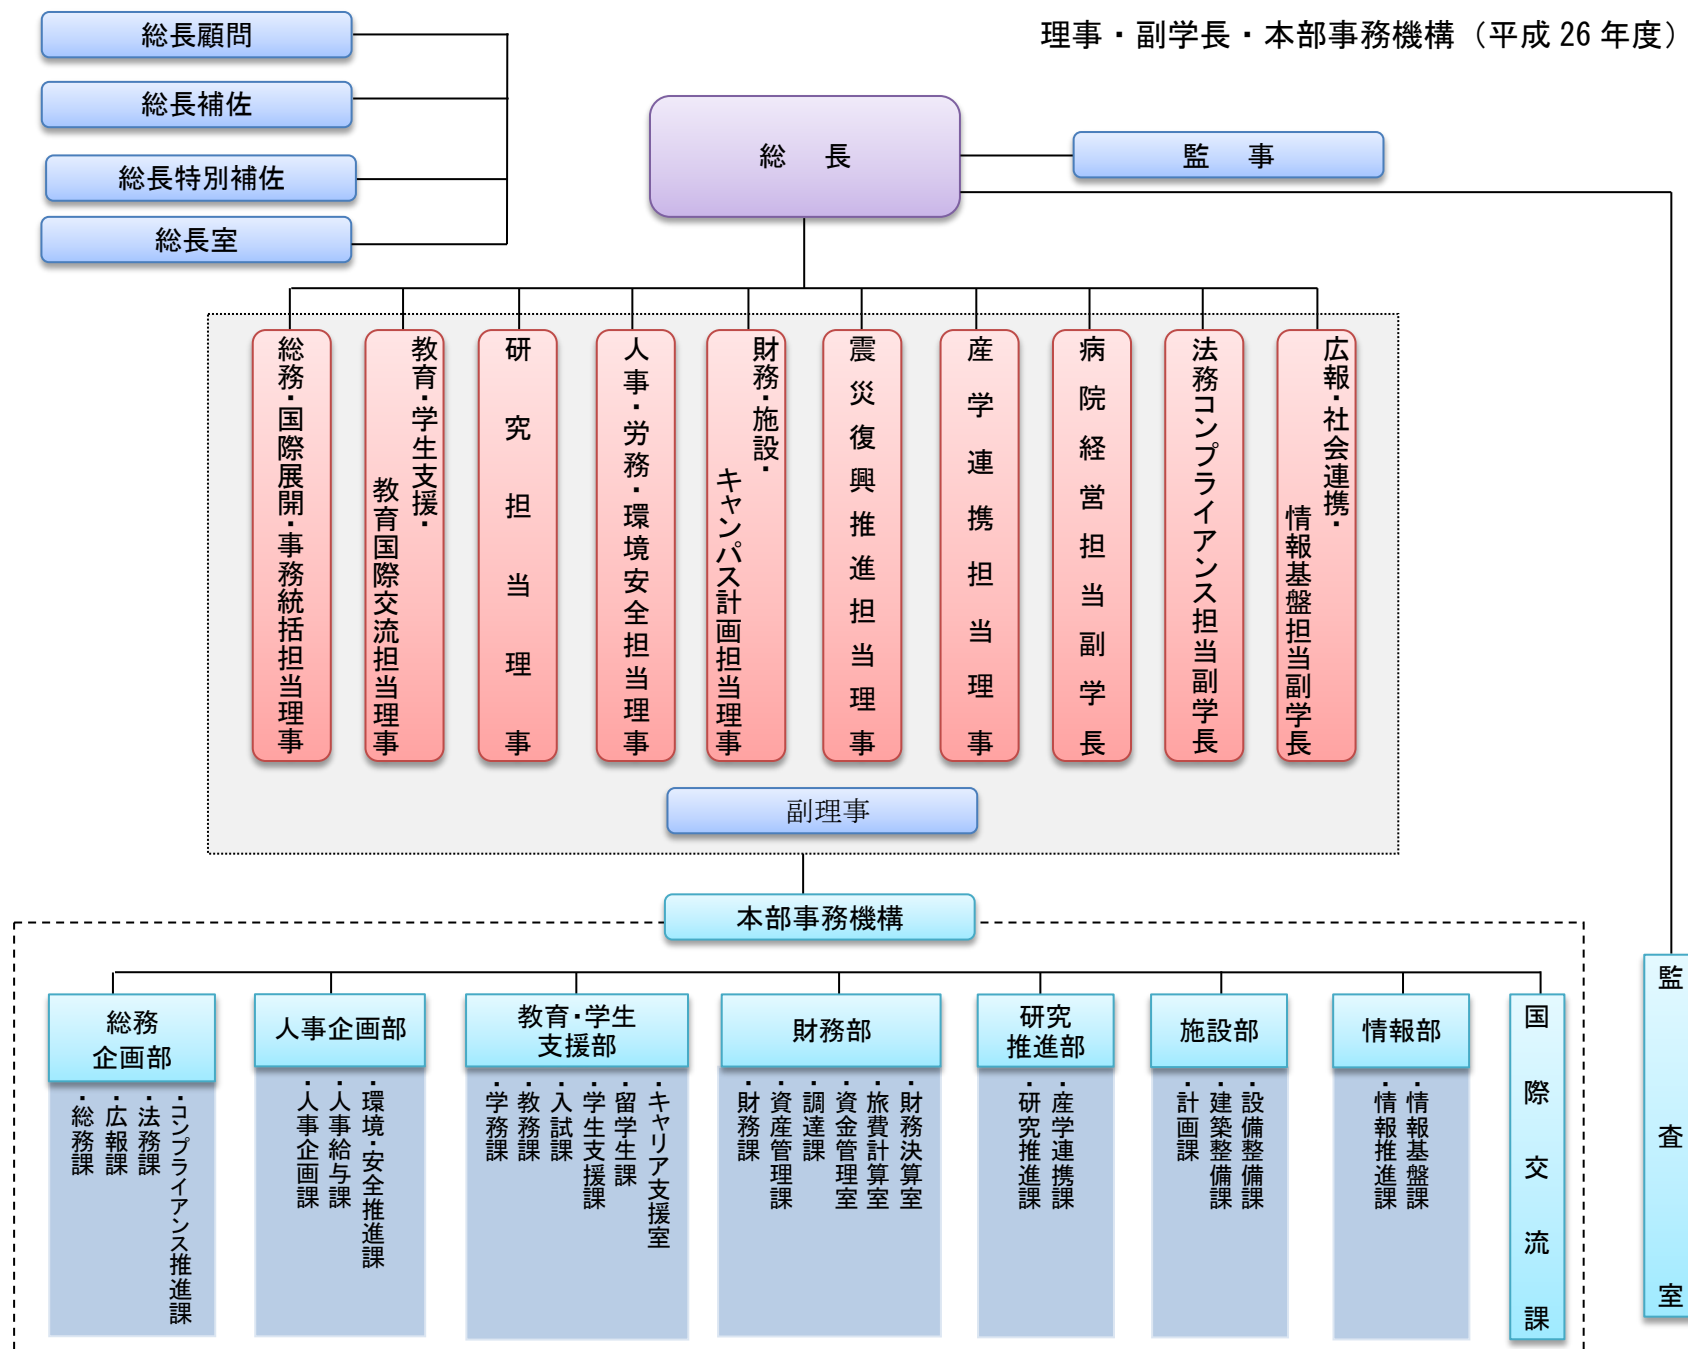 理事・副学長・本部事務機構（平成 26 年度）
総長顧問
総長補佐
総長特別補佐
総長室
総　長
監　事
総務・国際展開・事務統括担当理事
教育・学生支援・
教育国際交流担当理事
研究担当理事
人事・労務・環境安全担当理事
財務・施設・
キャンパス計画担当理事
震災復興推進担当理事
産学連携担当理事
病院経営担当副学長
法務コンプライアンス担当副学長
広報・社会連携・
情報基盤担当副学長
副理事
本部事務機構
総務
企画部
・総務課
・広報課
・法務課
・コンプライアンス推進課
人事企画部
・人事企画課
・人事給与課
・環境・安全推進課
教育・学生
支援部
・学務課
・教務課
・入試課
・学生支援課
・留学生課
・キャリア支援室
財務部
・財務課
・資産管理課
・調達課
・資金管理室
・旅費計算室
・財務決算室
研究
推進部
・研究推進課
・産学連携課
施設部
・計画課
・建築整備課
・設備整備課
情報部
・情報推進課
・情報基盤課
国際交流課
監査室